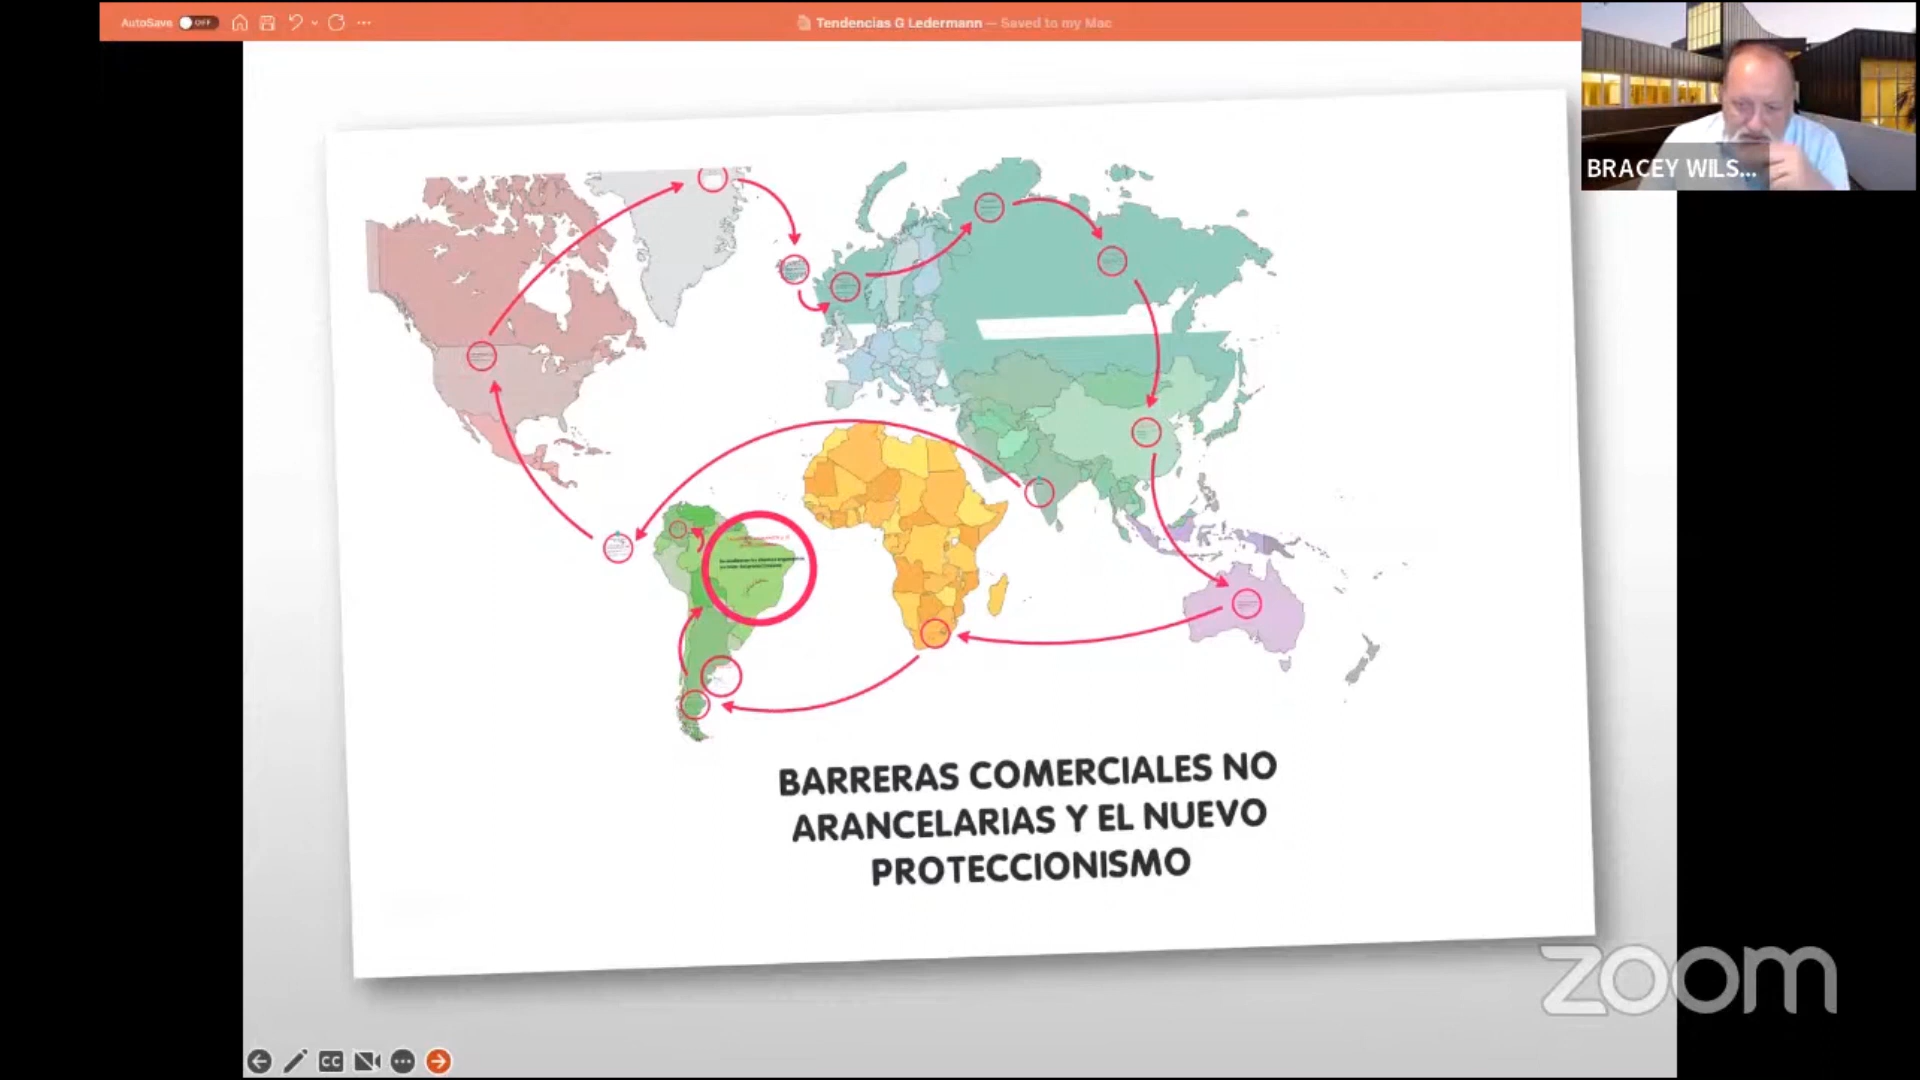 AutoSave OFF
Tendencias G Ledermann — Saved to my Mac
BRACEY WILS...
BARRERAS COMERCIALES NO
ARANCELARIAS Y EL NUEVO
PROTECCIONISMO
zoom
CC